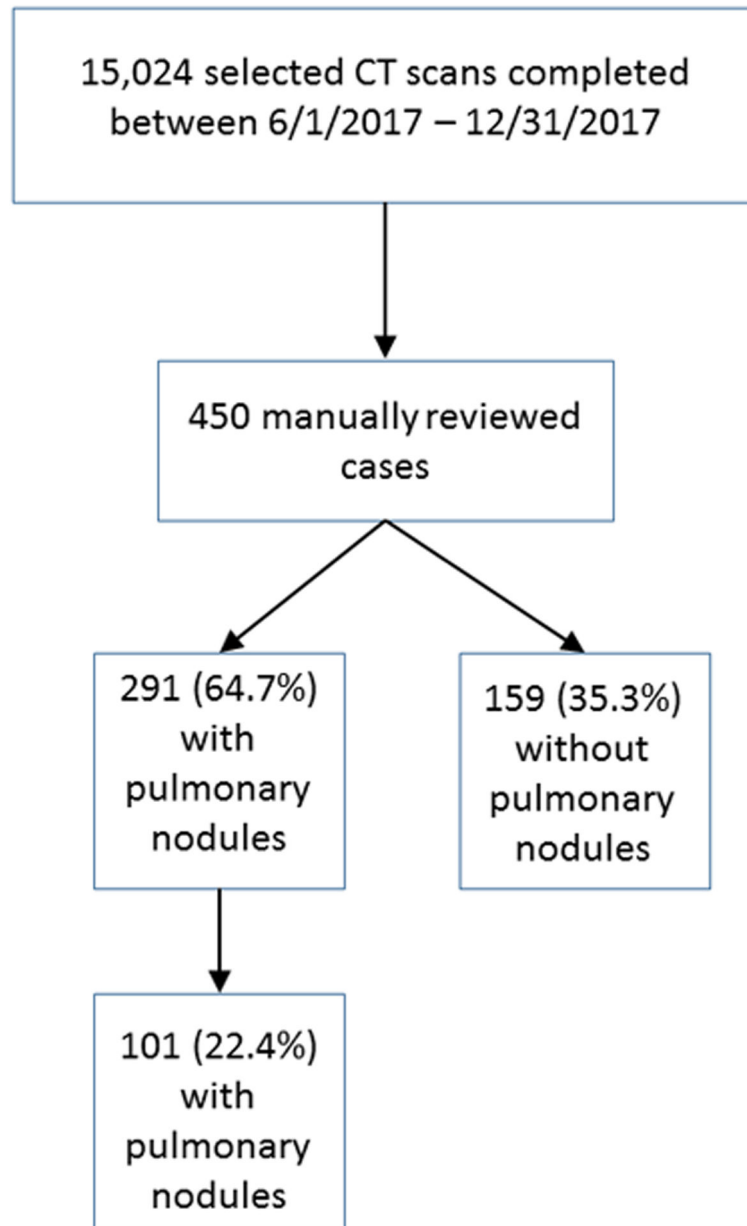 15,024 selected CT scans completed
between 6/1/2017 – 12/31/2017
450 manually reviewed
cases
291 (64.7%)
with
pulmonary
nodules
159 (35.3%)
without
pulmonary
nodules
101 (22.4%)
with
pulmonary
nodules